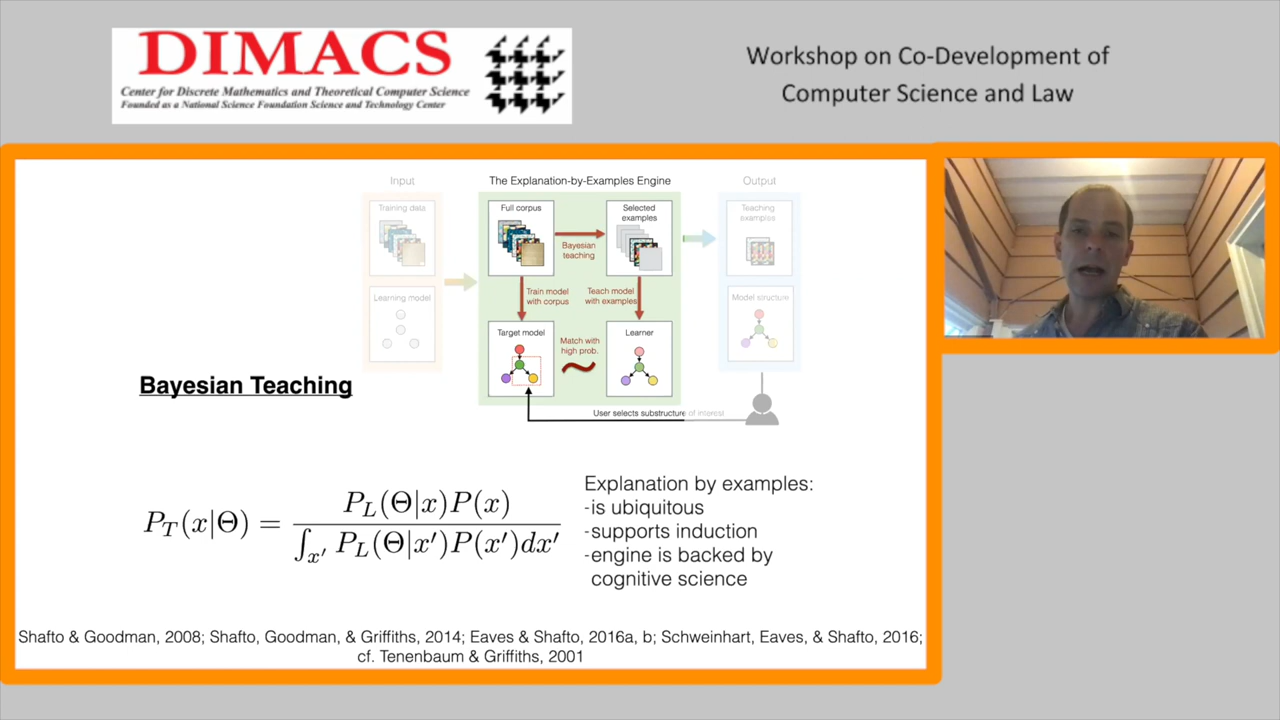 DIMACS
Center for Discrete Mathematics and Theoretical Computer Science
Founded as a National Science Foundation Science and Technology Center
Workshop on Co-Development of
Computer Science and Law
Input
The Explanation-by-Examples Engine
Output
Training data
Full corpus
Selected
examples
Teaching
examples
Bayesian
teaching
Learning model
Train model
with corpus
Teach model
with examples
Model structure
Target model
Match with
high prob.
Learner
User selects substructure of interest
Bayesian Teaching
P_T(x|Θ) = P_L(Θ|x)P(x) / ∫_{x′} P_L(Θ|x′)P(x′)dx′
Explanation by examples:
-is ubiquitous
-supports induction
-engine is backed by
cognitive science
Shafto & Goodman, 2008; Shafto, Goodman, & Griffiths, 2014; Eaves & Shafto, 2016a, b; Schweinhart, Eaves, & Shafto, 2016;
cf. Tenenbaum & Griffiths, 2001